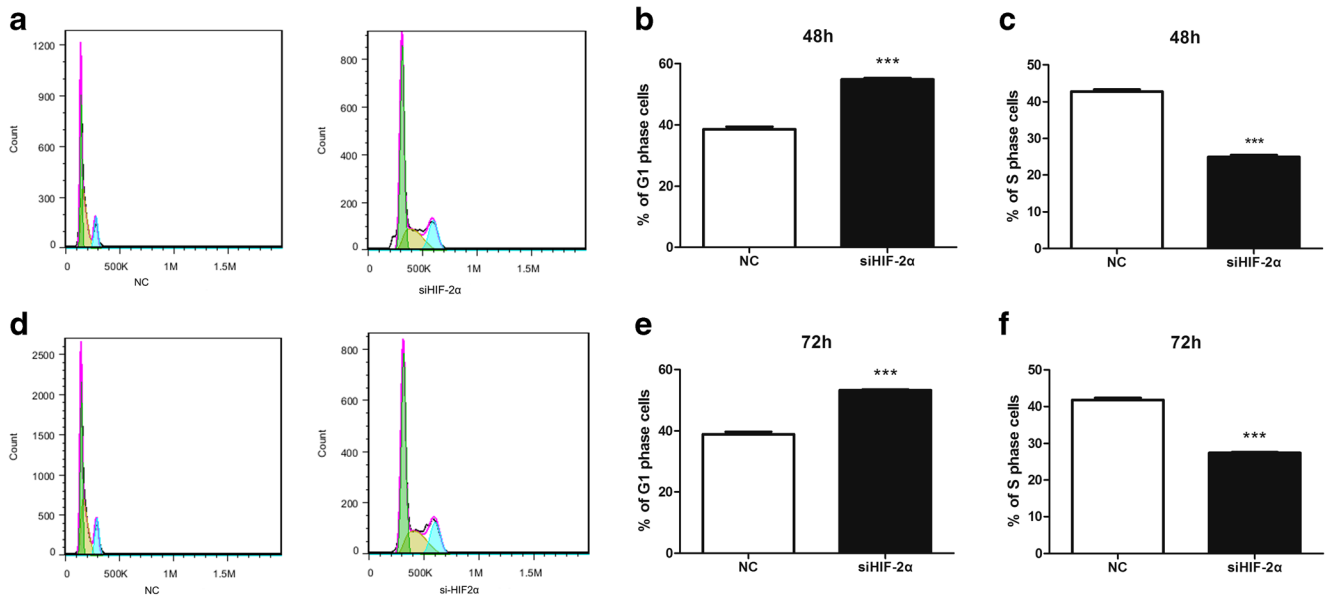 a
1200
900
600
300
0
Count
0 500K 1M 1.5M
NC
800
600
400
200
0
Count
0 500K 1M 1.5M
siHIF-2α
b
48h
% of G1 phase cells
60
40
20
0
***
NC siHIF-2α
c
48h
% of S phase cells
50
40
30
20
10
0
***
NC siHIF-2α
d
2500
2000
1500
1000
500
0
Count
0 500K 1M 1.5M
NC
800
600
400
200
0
Count
0 500K 1M 1.5M
si-HIF2α
e
72h
% of G1 phase cells
60
40
20
0
***
NC siHIF-2α
f
72h
% of S phase cells
50
40
30
20
10
0
***
NC siHIF-2α